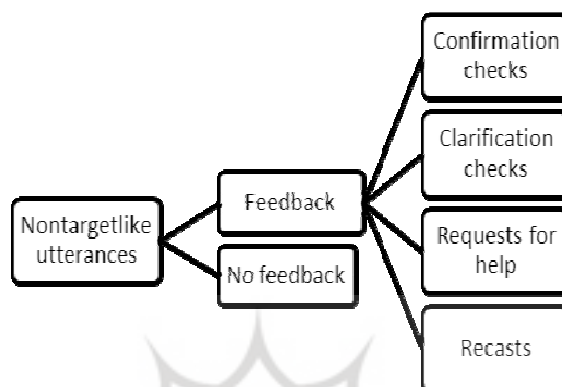 Confirmation
checks
Clarification
checks
Feedback
Nontargetlike
utterances
No feedback
Requests for
help
Recasts